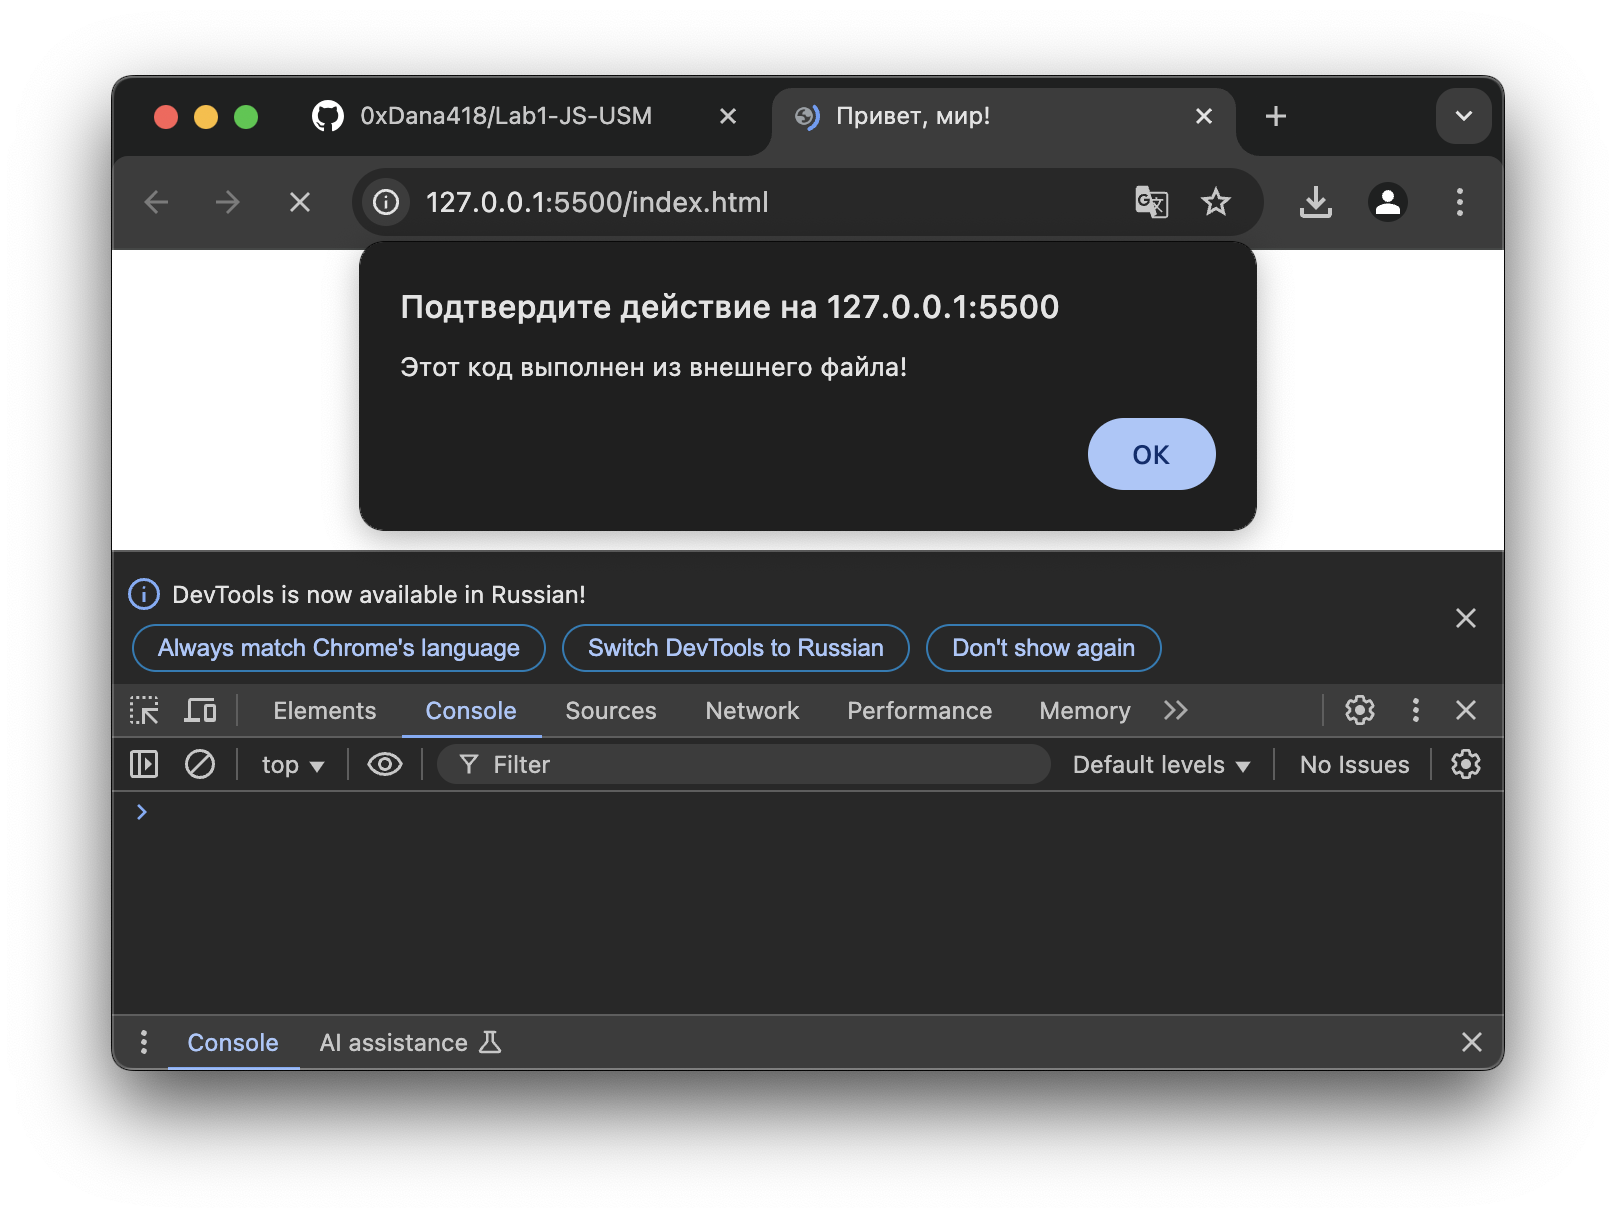 0xDana418/Lab1-JS-USM
Привет, мир!
127.0.0.1:5500/index.html
Подтвердите действие на 127.0.0.1:5500
Этот код выполнен из внешнего файла!
ОК
DevTools is now available in Russian!
Always match Chrome's language
Switch DevTools to Russian
Don't show again
Elements
Console
Sources
Network
Performance
Memory
top
Filter
Default levels
No Issues
Console
AI assistance